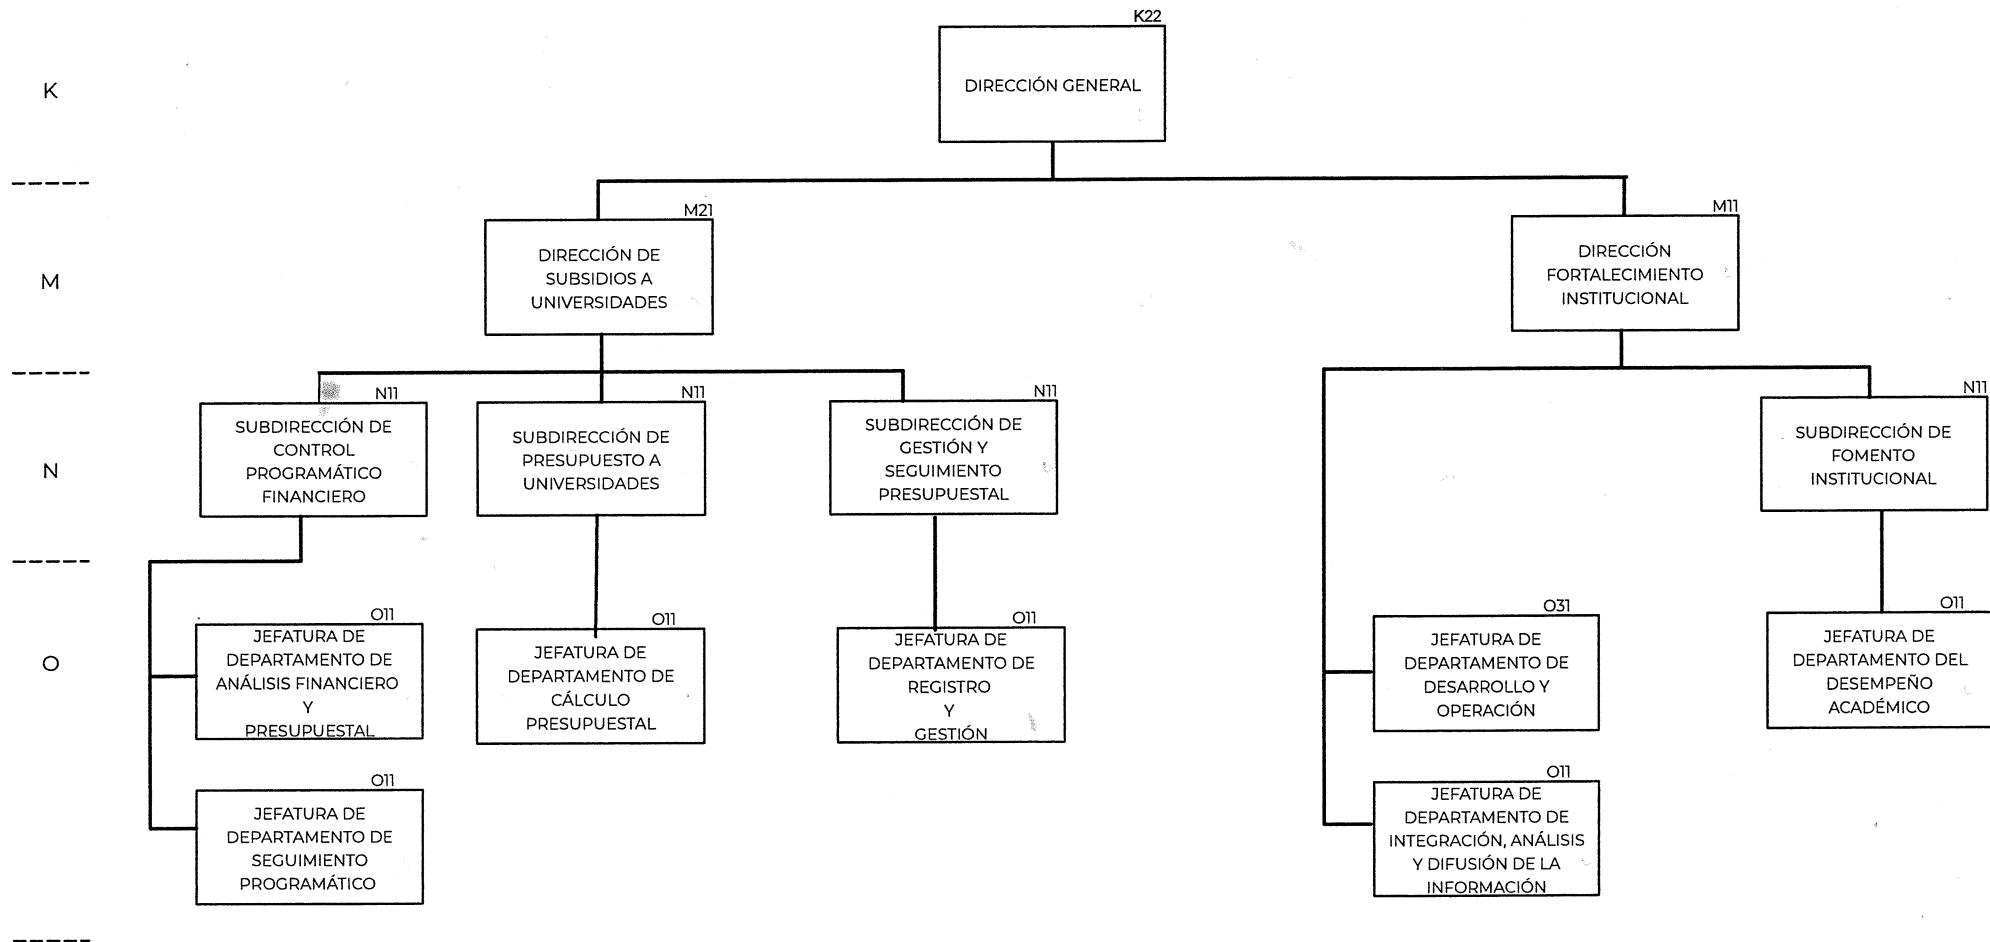 K22
DIRECCIÓN GENERAL
K
M21
DIRECCIÓN DE
SUBSIDIOS A
UNIVERSIDADES
M11
DIRECCIÓN
FORTALECIMIENTO
INSTITUCIONAL
M
N11
SUBDIRECCIÓN DE
CONTROL
PROGRAMÁTICO
FINANCIERO
N11
SUBDIRECCIÓN DE
PRESUPUESTO A
UNIVERSIDADES
N11
SUBDIRECCIÓN DE
GESTIÓN Y
SEGUIMIENTO
PRESUPUESTAL
N11
SUBDIRECCIÓN DE
FOMENTO
INSTITUCIONAL
N
O11
JEFATURA DE
DEPARTAMENTO DE
ANÁLISIS FINANCIERO
Y
PRESUPUESTAL
O11
JEFATURA DE
DEPARTAMENTO DE
CÁLCULO
PRESUPUESTAL
O11
JEFATURA DE
DEPARTAMENTO DE
REGISTRO
Y
GESTIÓN
O31
JEFATURA DE
DEPARTAMENTO DE
DESARROLLO Y
OPERACIÓN
O11
JEFATURA DE
DEPARTAMENTO DEL
DESEMPEÑO
ACADÉMICO
O
O11
JEFATURA DE
DEPARTAMENTO DE
SEGUIMIENTO
PROGRAMÁTICO
O11
JEFATURA DE
DEPARTAMENTO DE
INTEGRACIÓN, ANÁLISIS
Y DIFUSIÓN DE LA
INFORMACIÓN